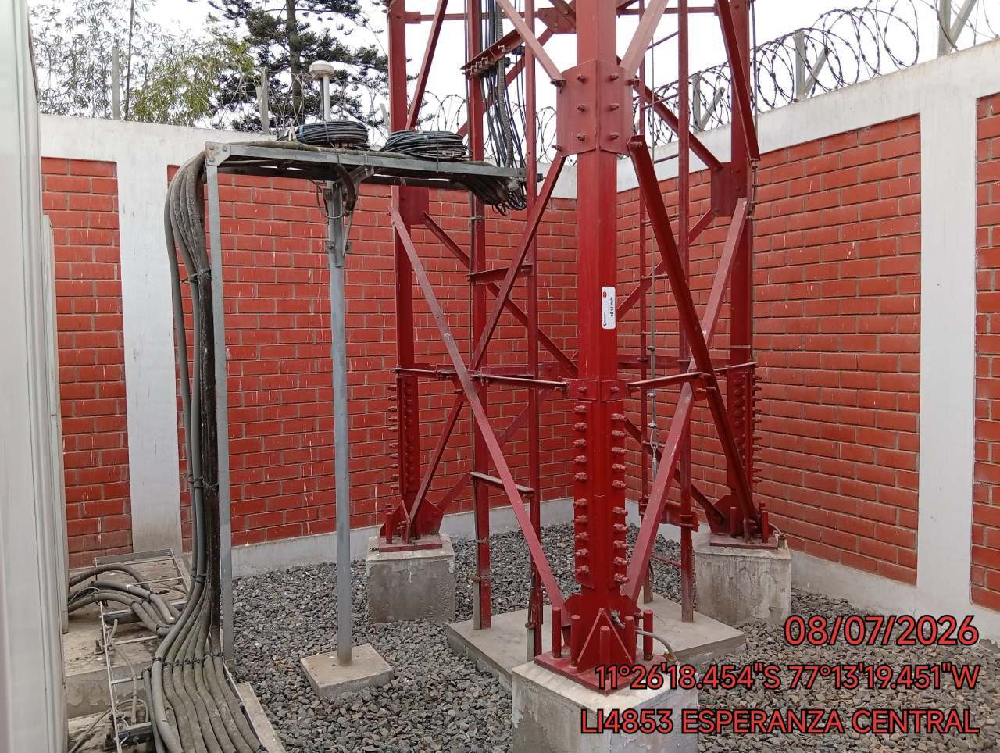 08/07/2026
11°26'18.454"S 77°13'19.451"W
LI4853 ESPERANZA CENTRAL